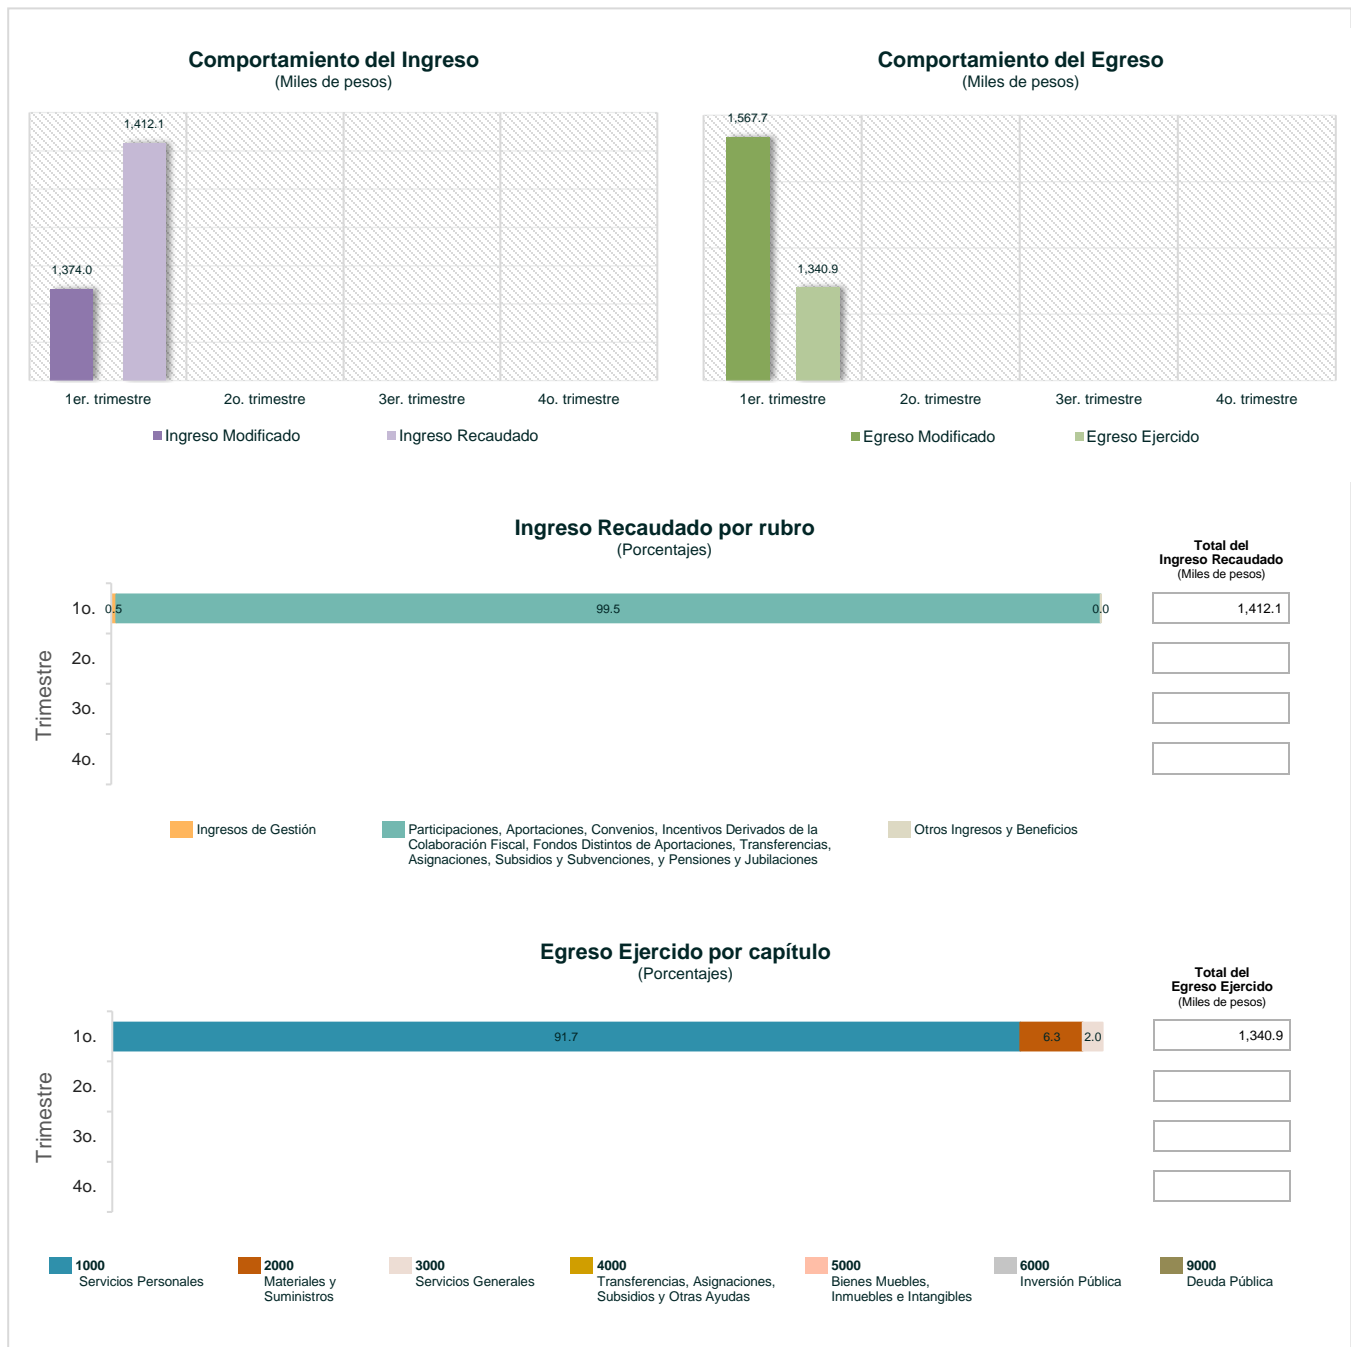 Comportamiento del Ingreso
(Miles de pesos)
1,412.1
1,374.0
1er. trimestre
2o. trimestre
3er. trimestre
4o. trimestre
Ingreso Modificado
Ingreso Recaudado
Comportamiento del Egreso
(Miles de pesos)
1,567.7
1,340.9
1er. trimestre
2o. trimestre
3er. trimestre
4o. trimestre
Egreso Modificado
Egreso Ejercido
Ingreso Recaudado por rubro
(Porcentajes)
Total del
Ingreso Recaudado
(Miles de pesos)
Trimestre
1o.
0.5
99.5
0.0
1,412.1
2o.
3o.
4o.
Ingresos de Gestión
Participaciones, Aportaciones, Convenios, Incentivos Derivados de la
Colaboración Fiscal, Fondos Distintos de Aportaciones, Transferencias,
Asignaciones, Subsidios y Subvenciones, y Pensiones y Jubilaciones
Otros Ingresos y Beneficios
Egreso Ejercido por capítulo
(Porcentajes)
Total del
Egreso Ejercido
(Miles de pesos)
Trimestre
1o.
91.7
6.3
2.0
1,340.9
2o.
3o.
4o.
1000
Servicios Personales
2000
Materiales y
Suministros
3000
Servicios Generales
4000
Transferencias, Asignaciones,
Subsidios y Otras Ayudas
5000
Bienes Muebles,
Inmuebles e Intangibles
6000
Inversión Pública
9000
Deuda Pública